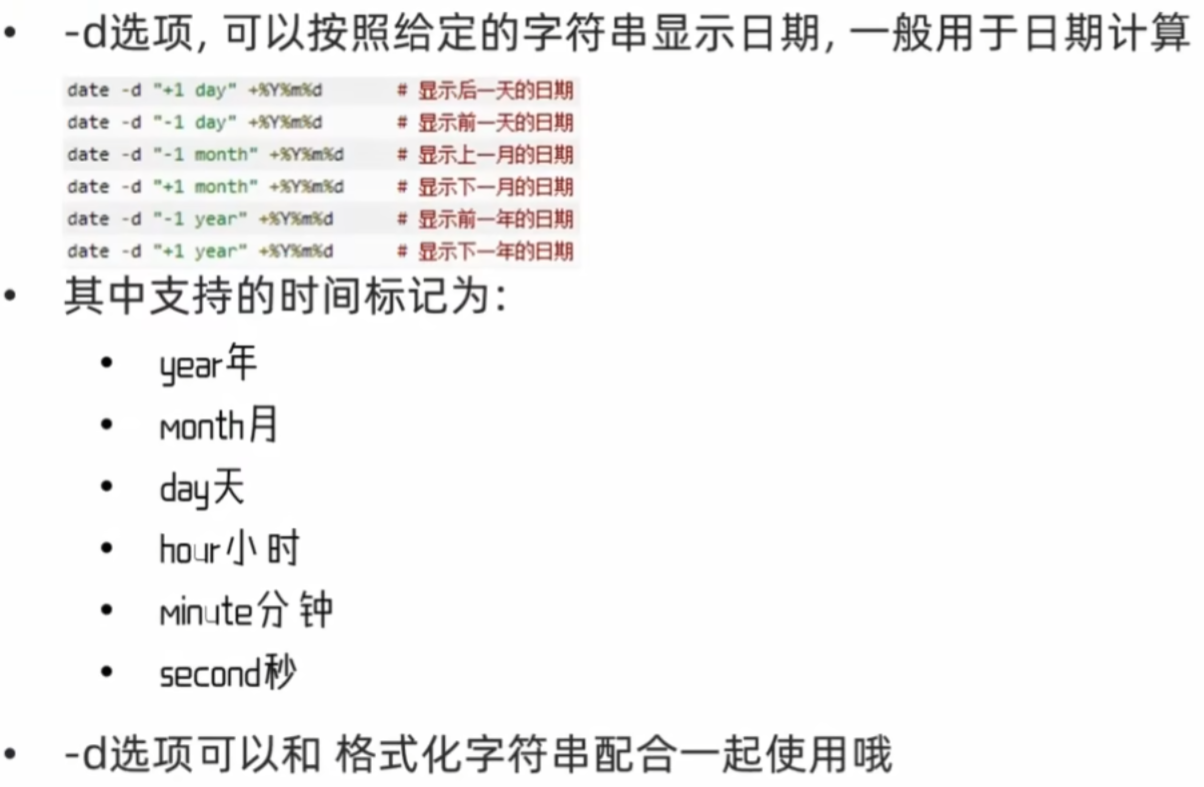 • -d选项, 可以按照给定的字符串显示日期, 一般用于日期计算
date -d "+1 day" +%Y%m%d # 显示后一天的日期
date -d "-1 day" +%Y%m%d # 显示前一天的日期
date -d "-1 month" +%Y%m%d # 显示上一月的日期
date -d "+1 month" +%Y%m%d # 显示下一月的日期
date -d "-1 year" +%Y%m%d # 显示前一年的日期
date -d "+1 year" +%Y%m%d # 显示下一年的日期
• 其中支持的时间标记为：
• year年
• month月
• day天
• hour小时
• minute分钟
• second秒
• -d选项可以和 格式化字符串配合一起使用哦